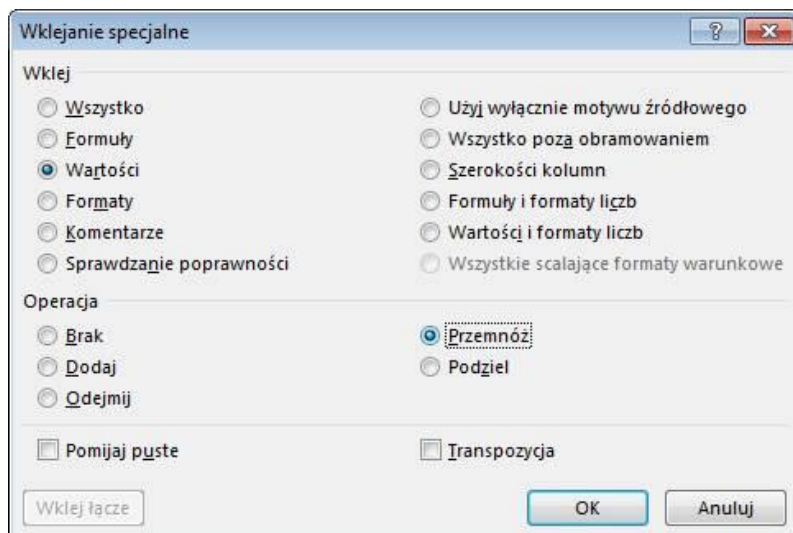 Wklejanie specjalne
Wklej
Wszystko
Użyj wyłącznie motywu źródłowego
Formuły
Wszystko poza obramowaniem
Wartości
Szerokości kolumn
Formaty
Formuły i formaty liczb
Komentarze
Wartości i formaty liczb
Sprawdzanie poprawności
Wszystkie scalające formaty warunkowe
Operacja
Brak
Przemnóż
Dodaj
Podziel
Odejmij
Pomijaj puste
Transpozycja
Wklej łącze
OK
Anuluj